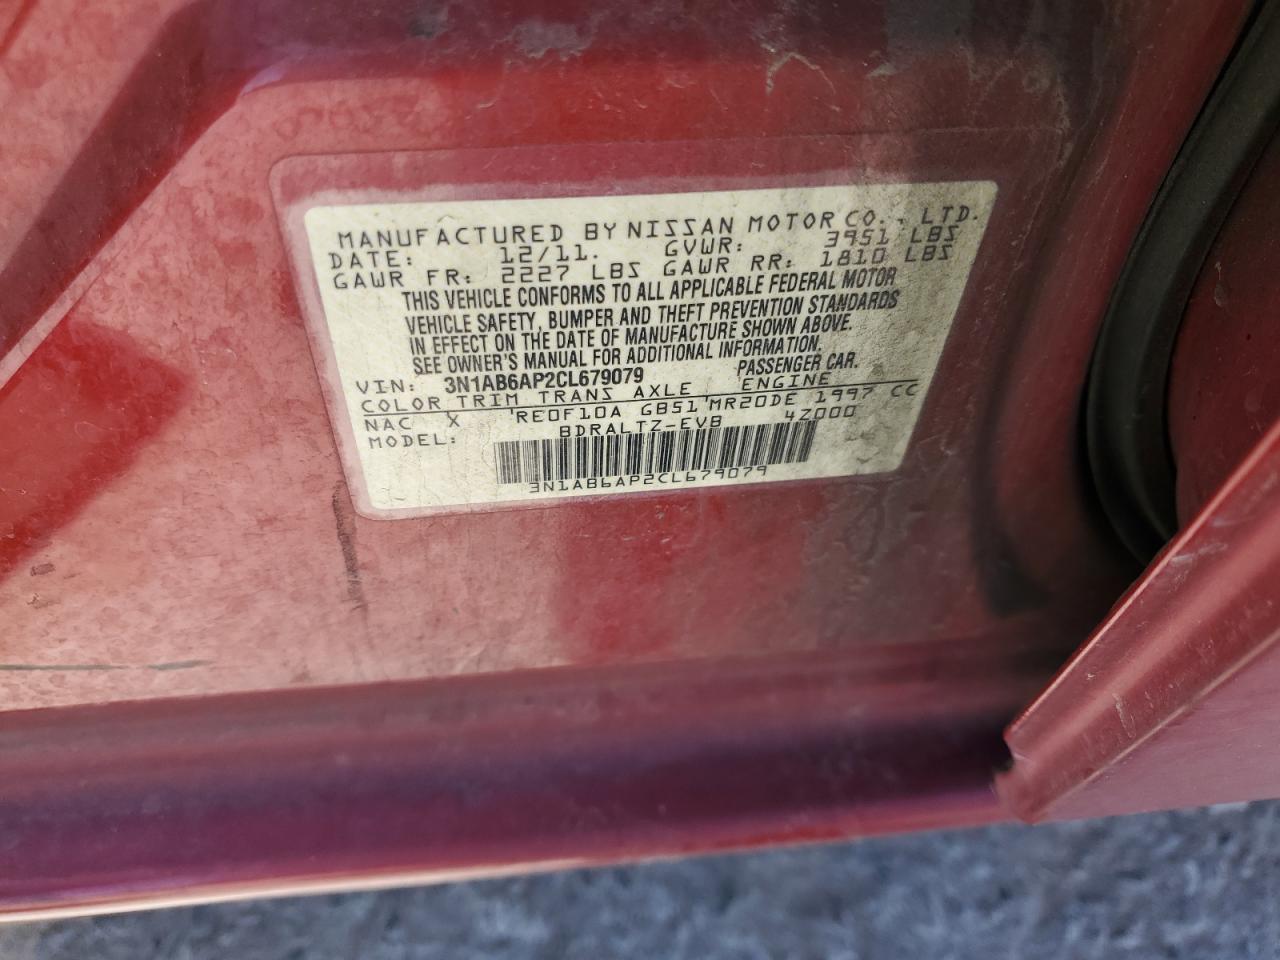 MANUFACTURED BY NISSAN MOTOR CO., LTD.
DATE: 12/11. GVWR: 3951 LBS
GAWR FR: 2227 LBS GAWR RR: 1810 LBS
THIS VEHICLE CONFORMS TO ALL APPLICABLE FEDERAL MOTOR
VEHICLE SAFETY, BUMPER AND THEFT PREVENTION STANDARDS
IN EFFECT ON THE DATE OF MANUFACTURE SHOWN ABOVE.
SEE OWNER'S MANUAL FOR ADDITIONAL INFORMATION.
VIN: 3N1AB6AP2CL679079 PASSENGER CAR.
COLOR TRIM TRANS AXLE ENGINE
NAC X RE0F10A GB51 MR20DE 1997 CC
MODEL: BDRALTZ-EVB 4Z000
3N1AB6AP2CL679079